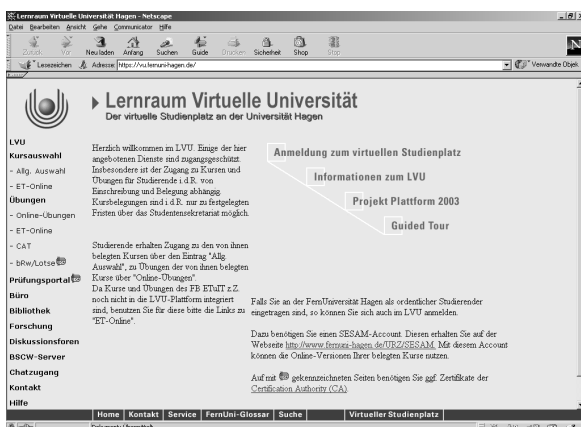 Lernraum Virtuelle Universität Hagen - Netscape
Datei Bearbeiten Ansicht Gehe Communicator Hilfe
Zurück Vor Neu laden Anfang Suchen Guide Drucken Sicherheit Shop Stop
Lesezeichen Adresse: https://vu.fernuni-hagen.de/ Verwandte Objek
Lernraum Virtuelle Universität
Der virtuelle Studienplatz an der Universität Hagen
LVU
Kursauswahl
- Allg. Auswahl
- ET-Online
Übungen
- Online-Übungen
- ET-Online
- CAT
- bRw/Lotse
Prüfungsportal
Büro
Bibliothek
Forschung
Diskussionsforen
BSCW-Server
Chatzugang
Kontakt
Hilfe
Herzlich willkommen im LVU. Einige der hier
angebotenen Dienste sind zugangsgeschützt.
Insbesondere ist der Zugang zu Kursen und
Übungen für Studierende i.d.R. von
Einschreibung und Belegung abhängig.
Kursbelegungen sind i.d.R. nur zu festgelegten
Fristen über das Studentensekretariat möglich.
Studierende erhalten Zugang zu den von ihnen
belegten Kursen über den Eintrag "Allg.
Auswahl", zu Übungen der von ihnen belegten
Kurse über "Online-Übungen".
Da Kurse und Übungen des FB ETuIT z.Z.
noch nicht in die LVU-Plattform integriert
sind, benutzen Sie für diese bitte die Links zu
"ET-Online".
Anmeldung zum virtuellen Studienplatz
Informationen zum LVU
Projekt Plattform 2003
Guided Tour
Falls Sie an der FernUniversität Hagen als ordentlicher Studierender
eingetragen sind, so können Sie sich auch im LVU anmelden.
Dazu benötigen Sie einen SESAM-Account. Diesen erhalten Sie auf der
Webseite http://www.fernuni-hagen.de/URZ/SESAM. Mit diesem Account
können die Online-Versionen Ihrer belegten Kurse nutzen.
Auf mit gekennzeichneten Seiten benötigen Sie ggf. Zertifikate der
Certification Authority (CA).
Home Kontakt Service FernUni-Glossar Suche Virtueller Studienplatz